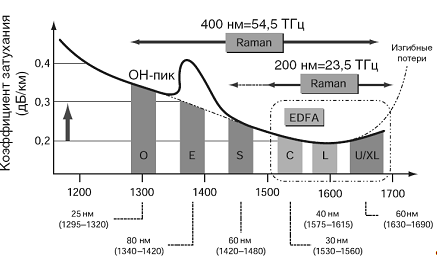 400 нм=54,5 ТГц
Raman
200 нм=23,5 ТГц
Raman
Изгибные
потери
Коэффициент затухания
(дБ/км)
0,4
0,3
0,2
ОН-пик
EDFA
O
E
S
C
L
U/XL
1200
1300
1400
1500
1600
1700
25 нм
(1295–1320)
80 нм
(1340–1420)
60 нм
(1420–1480)
30 нм
(1530–1560)
40 нм
(1575–1615)
60 нм
(1630–1690)